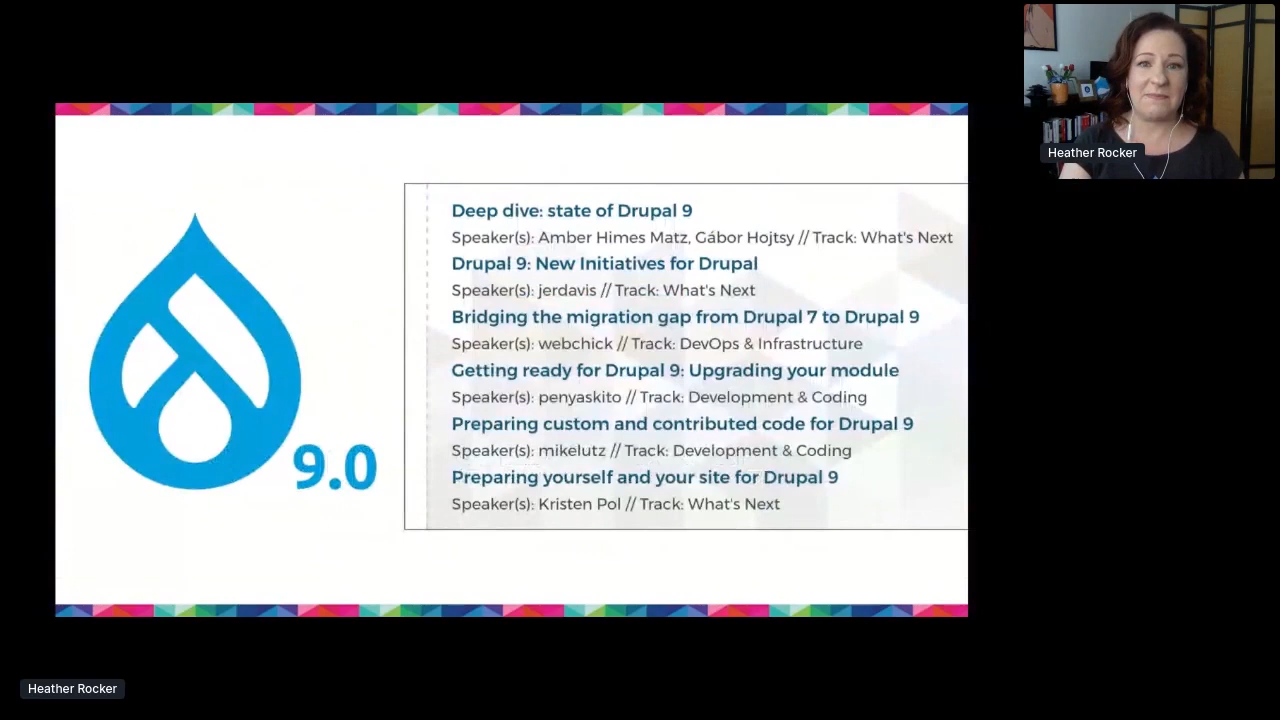 Deep dive: state of Drupal 9
Speaker(s): Amber Himes Matz, Gábor Hojtsy // Track: What's Next
Drupal 9: New Initiatives for Drupal
Speaker(s): jerdavis // Track: What's Next
Bridging the migration gap from Drupal 7 to Drupal 9
Speaker(s): webchick // Track: DevOps & Infrastructure
Getting ready for Drupal 9: Upgrading your module
Speaker(s): penyaskito // Track: Development & Coding
Preparing custom and contributed code for Drupal 9
Speaker(s): mikelutz // Track: Development & Coding
Preparing yourself and your site for Drupal 9
Speaker(s): Kristen Pol // Track: What's Next
9.0
Heather Rocker
Heather Rocker